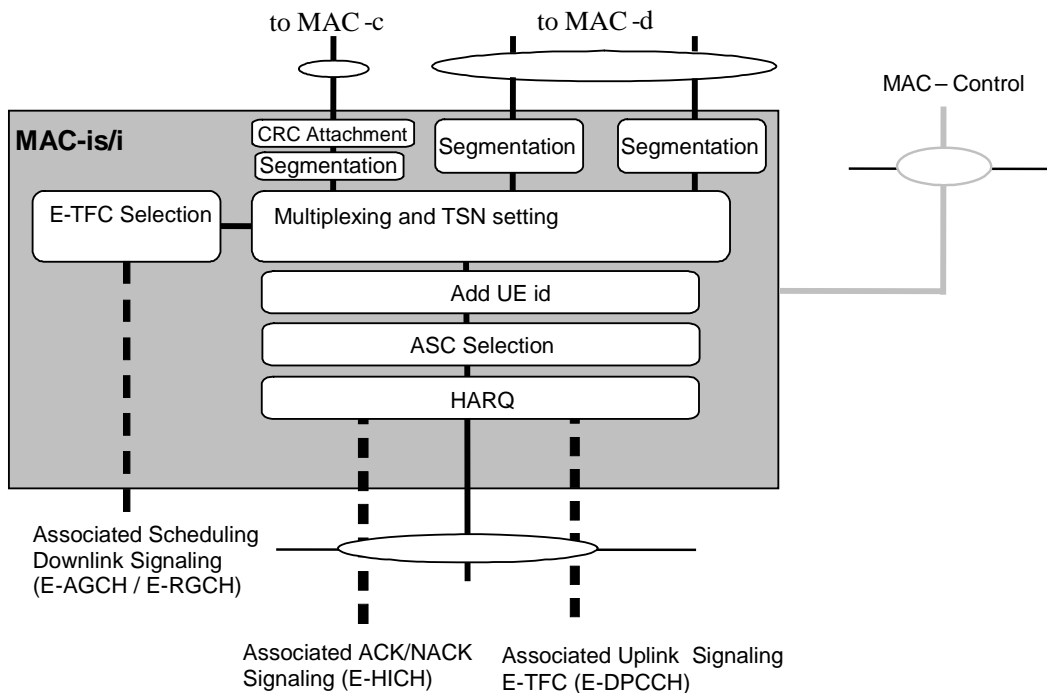 to MAC -c
to MAC -d
MAC – Control
MAC-is/i
CRC Attachment
Segmentation
Segmentation
Segmentation
E-TFC Selection
Multiplexing and TSN setting
Add UE id
ASC Selection
HARQ
Associated Scheduling
Downlink Signaling
(E-AGCH / E-RGCH)
Associated ACK/NACK
Signaling (E-HICH)
Associated Uplink Signaling
E-TFC (E-DPCCH)